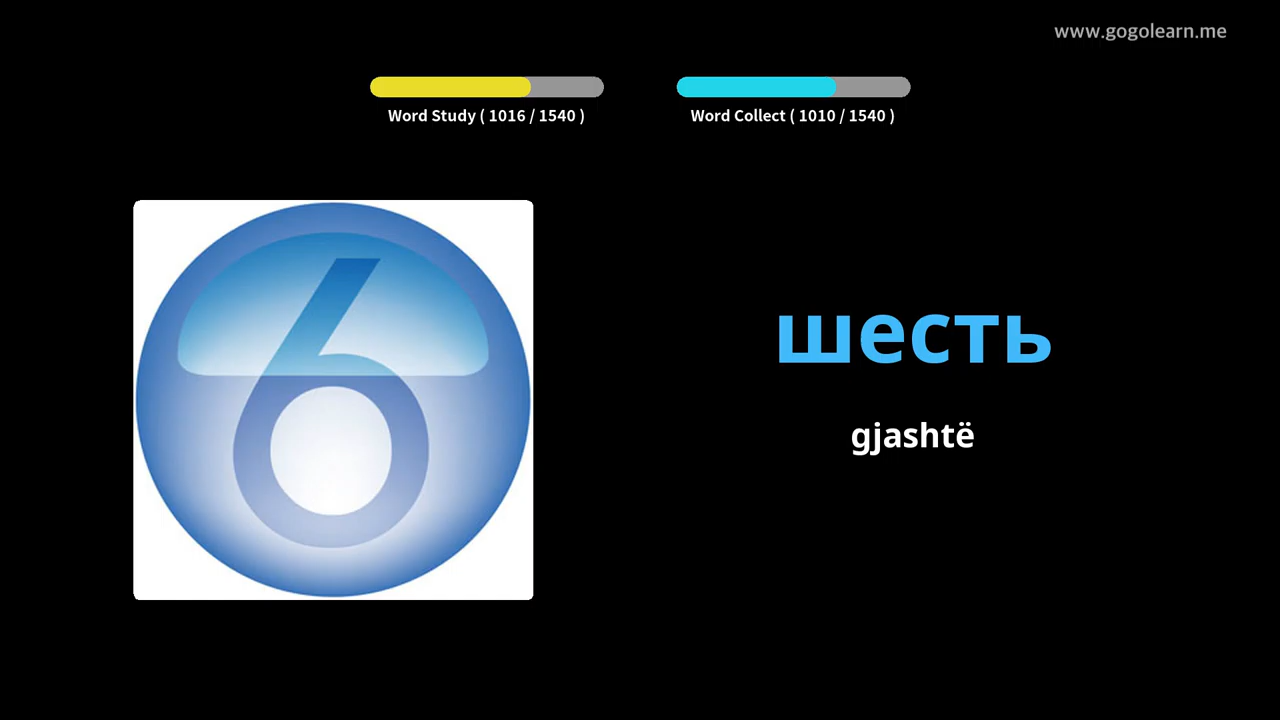 www.gogolearn.me
Word Study ( 1016 / 1540 )
Word Collect ( 1010 / 1540 )
6
шесть
gjashtë